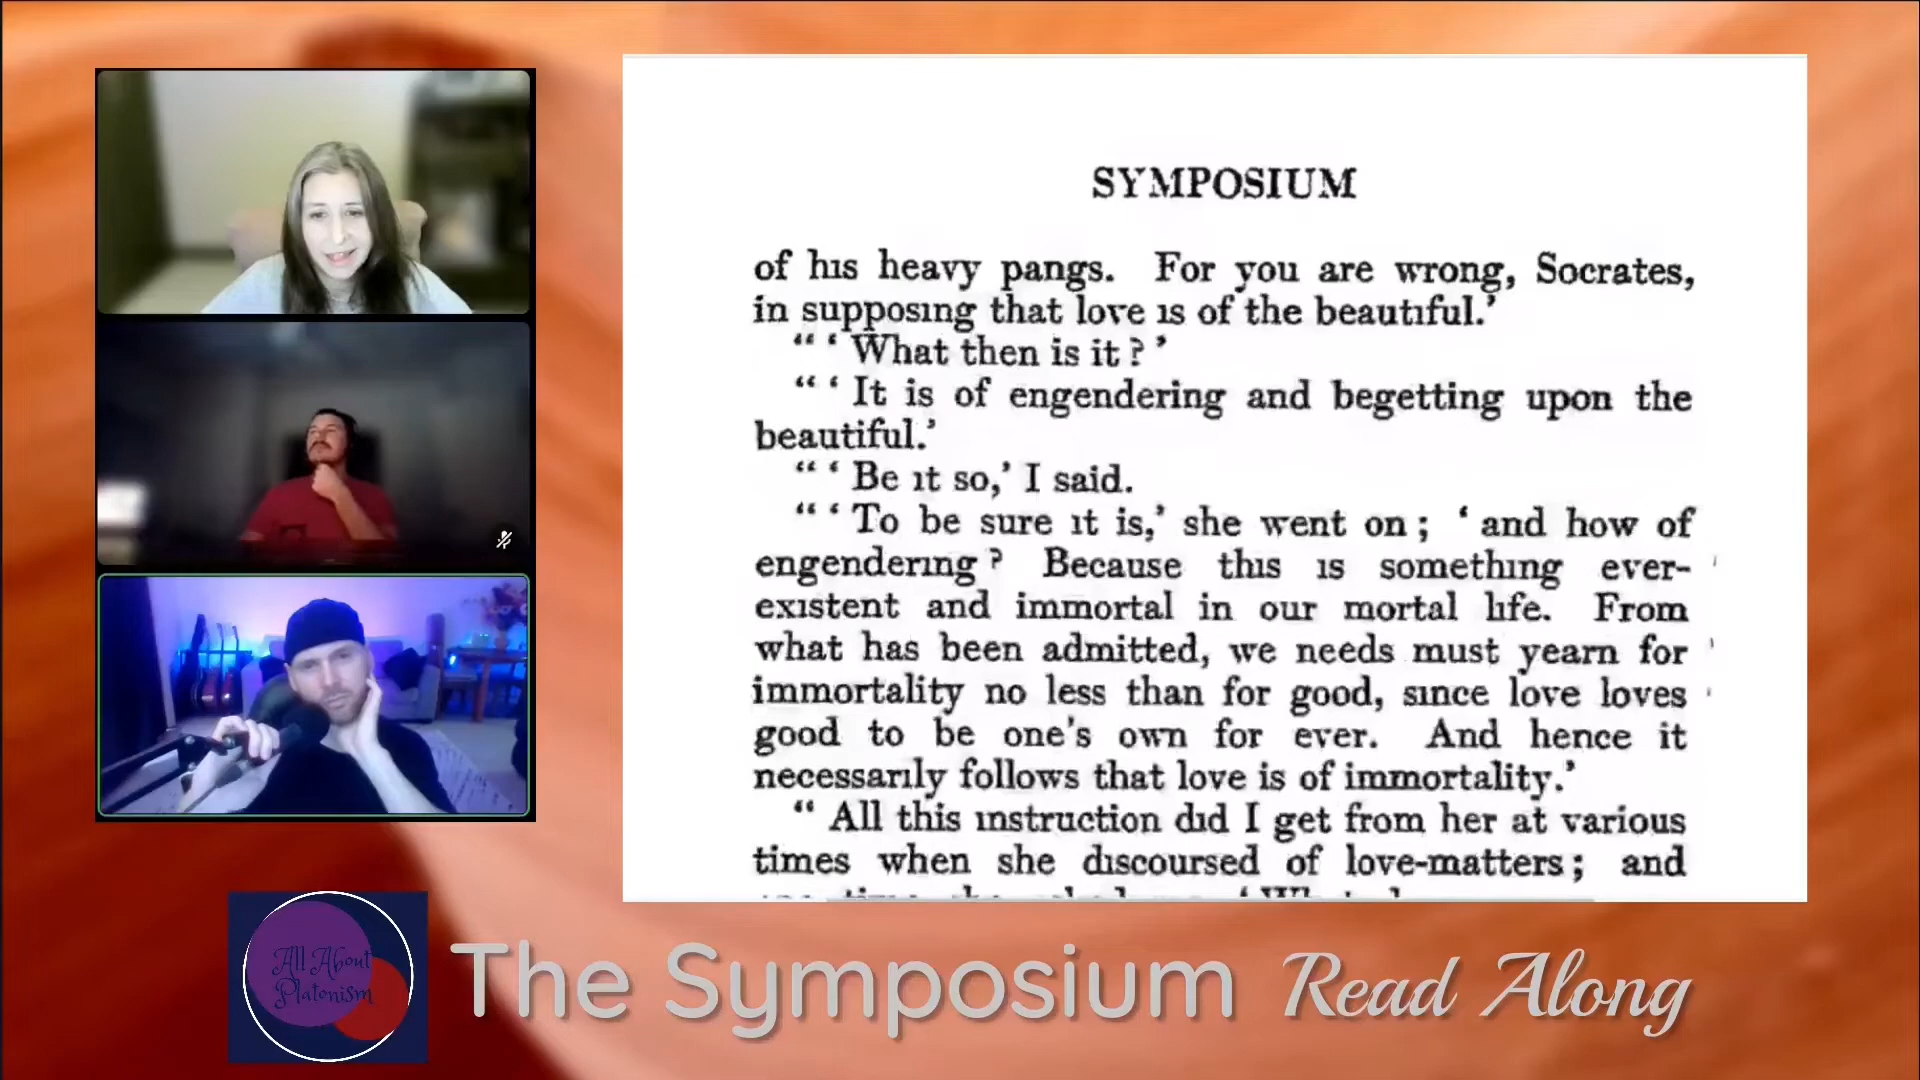 SYMPOSIUM
of his heavy pangs. For you are wrong, Socrates,
in supposing that love is of the beautiful.’
“‘ What then is it ? ’
“‘ It is of engendering and begetting upon the
beautiful.’
“‘ Be it so,’ I said.
“‘ To be sure it is,’ she went on ; ‘ and how of
engendering ? Because this is something ever-
existent and immortal in our mortal life. From
what has been admitted, we needs must yearn for
immortality no less than for good, since love loves
good to be one's own for ever. And hence it
necessarily follows that love is of immortality.’
“ All this instruction did I get from her at various
times when she discoursed of love-matters ; and
All About
Platonism
The Symposium Read Along